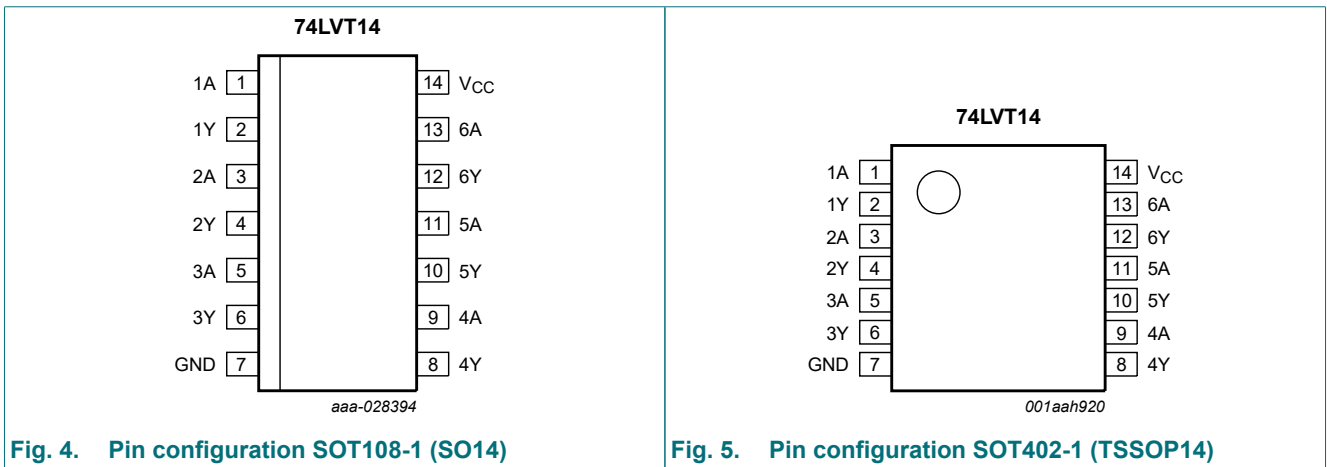 74LVT14
1A 1 14 VCC
1Y 2 13 6A
2A 3 12 6Y
2Y 4 11 5A
3A 5 10 5Y
3Y 6 9 4A
GND 7 8 4Y
aaa-028394
Fig. 4. Pin configuration SOT108-1 (SO14)
74LVT14
1A 1 14 VCC
1Y 2 13 6A
2A 3 12 6Y
2Y 4 11 5A
3A 5 10 5Y
3Y 6 9 4A
GND 7 8 4Y
001aah920
Fig. 5. Pin configuration SOT402-1 (TSSOP14)